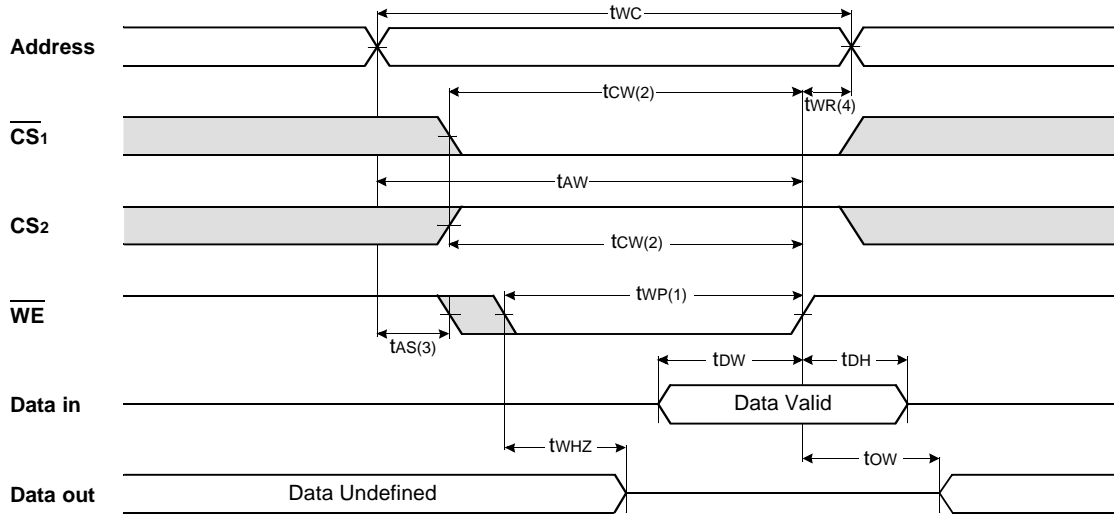 tWC
Address
tCW(2)
tWR(4)
CS1
tAW
CS2
tCW(2)
tWP(1)
WE
tAS(3)
tDW
tDH
Data in
Data Valid
tWHZ
tOW
Data out
Data Undefined